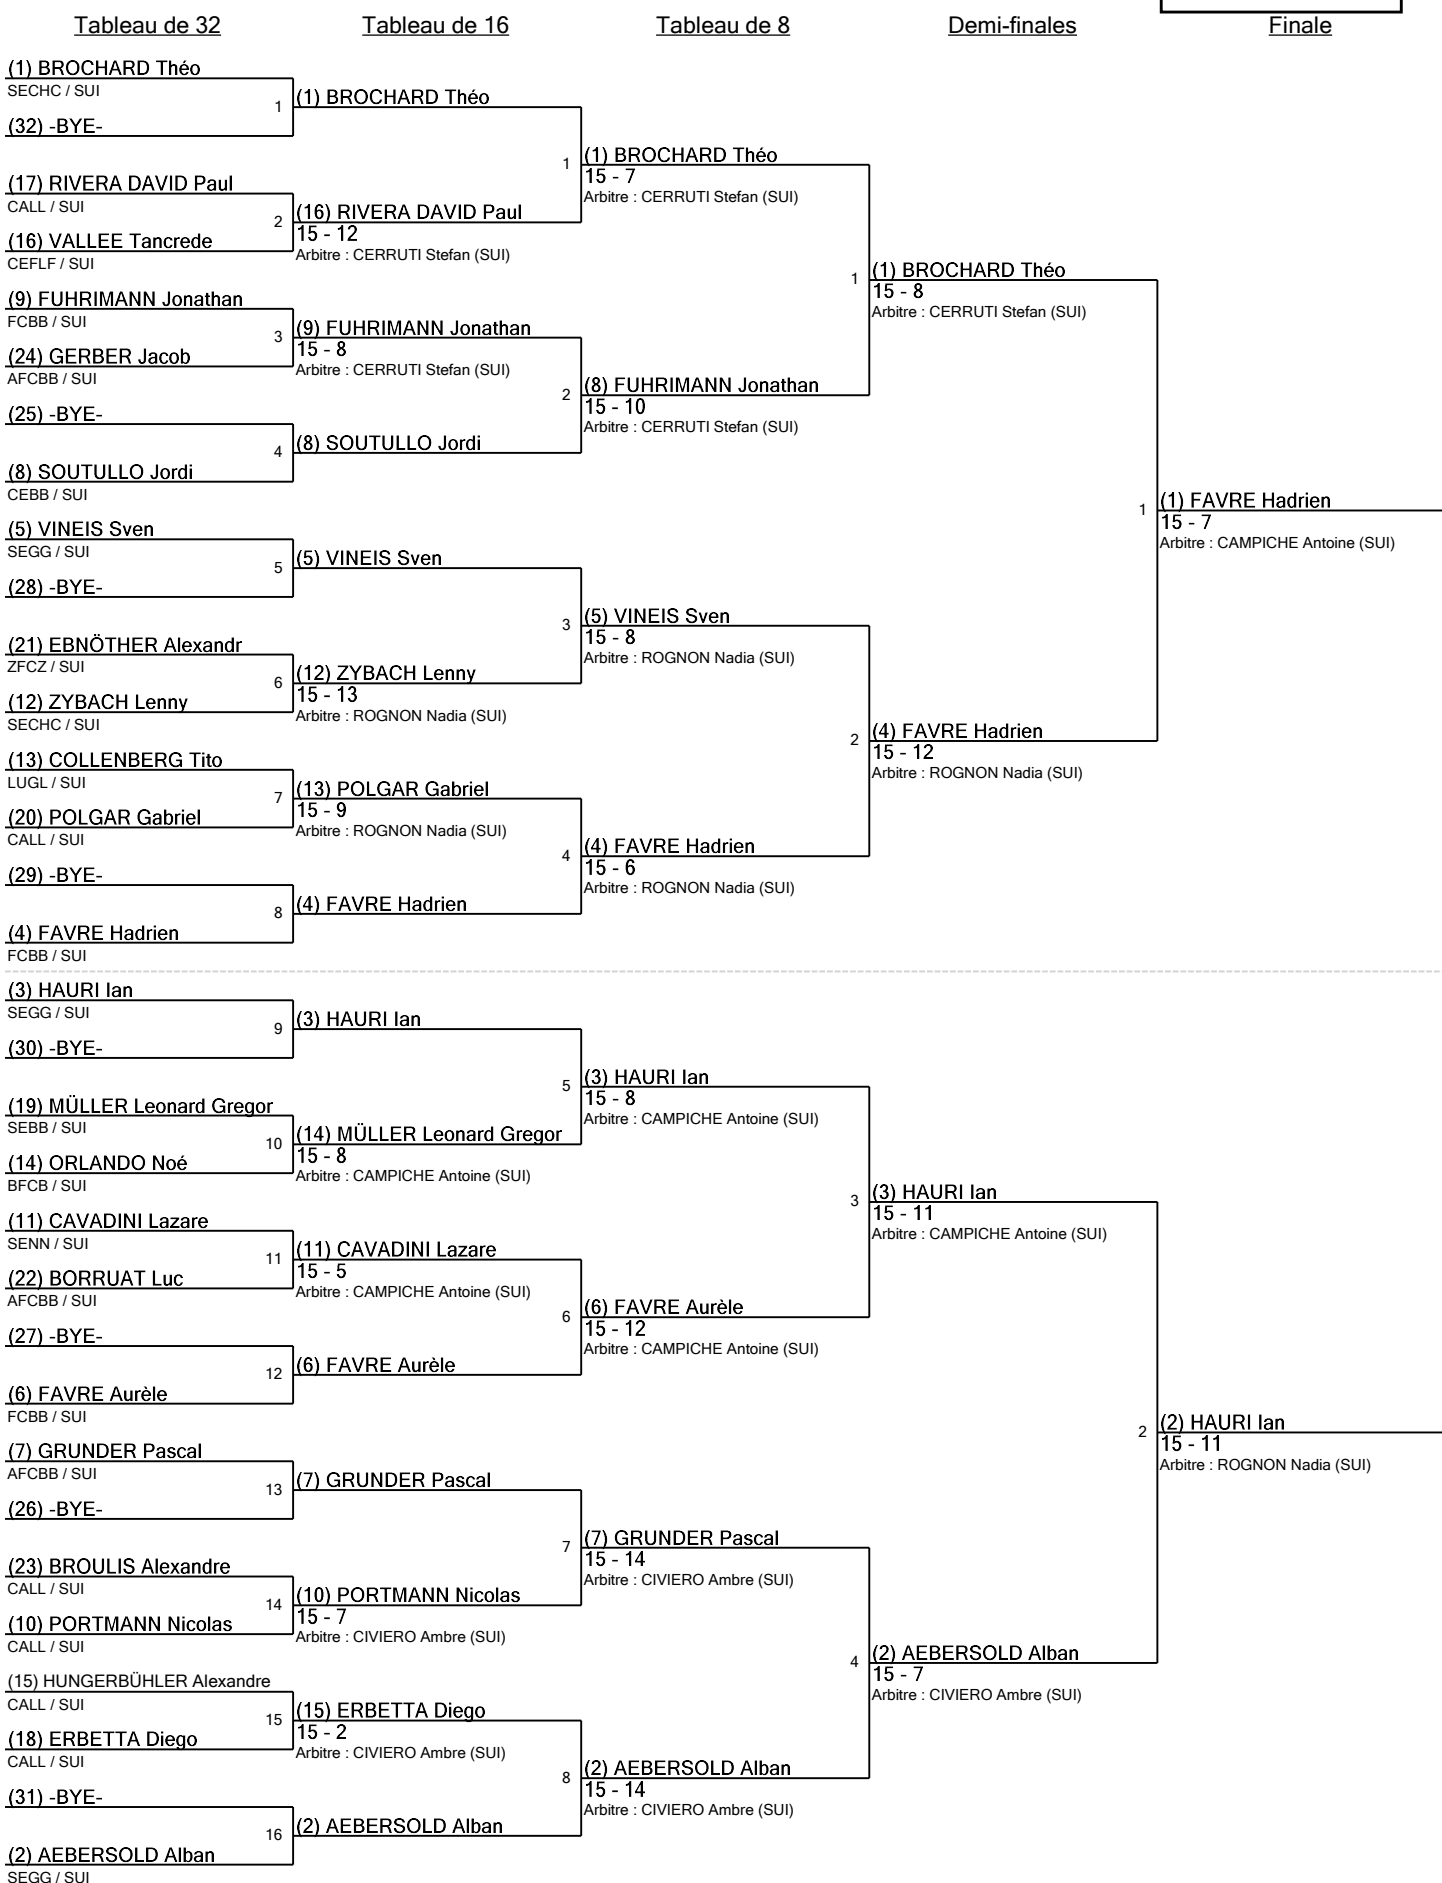 Tableau de 32
Tableau de 16
Tableau de 8
Demi-finales
Finale
(1) BROCHARD Théo
SECHC / SUI
1
(32) -BYE-
(17) RIVERA DAVID Paul
CALL / SUI
2
(16) VALLEE Tancrede
CEFLF / SUI
(9) FUHRIMANN Jonathan
FCBB / SUI
3
(24) GERBER Jacob
AFCBB / SUI
(25) -BYE-
4
(8) SOUTULLO Jordi
CEBB / SUI
(5) VINEIS Sven
SEGG / SUI
5
(28) -BYE-
(21) EBNÖTHER Alexandr
ZFCZ / SUI
6
(12) ZYBACH Lenny
SECHC / SUI
(13) COLLENBERG Tito
LUGL / SUI
7
(20) POLGAR Gabriel
CALL / SUI
(29) -BYE-
8
(4) FAVRE Hadrien
FCBB / SUI
(3) HAURI Ian
SEGG / SUI
9
(30) -BYE-
(19) MÜLLER Leonard Gregor
SEBB / SUI
10
(14) ORLANDO Noé
BFCB / SUI
(11) CAVADINI Lazare
SENN / SUI
11
(22) BORRUAT Luc
AFCBB / SUI
(27) -BYE-
12
(6) FAVRE Aurèle
FCBB / SUI
(7) GRUNDER Pascal
AFCBB / SUI
13
(26) -BYE-
(23) BROULIS Alexandre
CALL / SUI
14
(10) PORTMANN Nicolas
CALL / SUI
(15) HUNGERBÜHLER Alexandre
CALL / SUI
15
(18) ERBETTA Diego
CALL / SUI
(31) -BYE-
16
(2) AEBERSOLD Alban
SEGG / SUI
(1) BROCHARD Théo
1
(16) RIVERA DAVID Paul
15 - 12
Arbitre : CERRUTI Stefan (SUI)
(9) FUHRIMANN Jonathan
15 - 8
Arbitre : CERRUTI Stefan (SUI)
2
(8) SOUTULLO Jordi
(5) VINEIS Sven
3
(12) ZYBACH Lenny
15 - 13
Arbitre : ROGNON Nadia (SUI)
(13) POLGAR Gabriel
15 - 9
Arbitre : ROGNON Nadia (SUI)
4
(4) FAVRE Hadrien
(3) HAURI Ian
5
(14) MÜLLER Leonard Gregor
15 - 8
Arbitre : CAMPICHE Antoine (SUI)
(11) CAVADINI Lazare
15 - 5
Arbitre : CAMPICHE Antoine (SUI)
6
(6) FAVRE Aurèle
(7) GRUNDER Pascal
7
(10) PORTMANN Nicolas
15 - 7
Arbitre : CIVIERO Ambre (SUI)
(15) ERBETTA Diego
15 - 2
Arbitre : CIVIERO Ambre (SUI)
8
(2) AEBERSOLD Alban
(1) BROCHARD Théo
15 - 7
Arbitre : CERRUTI Stefan (SUI)
1
(8) FUHRIMANN Jonathan
15 - 10
Arbitre : CERRUTI Stefan (SUI)
(5) VINEIS Sven
15 - 8
Arbitre : ROGNON Nadia (SUI)
2
(4) FAVRE Hadrien
15 - 6
Arbitre : ROGNON Nadia (SUI)
(3) HAURI Ian
15 - 8
Arbitre : CAMPICHE Antoine (SUI)
3
(6) FAVRE Aurèle
15 - 12
Arbitre : CAMPICHE Antoine (SUI)
(7) GRUNDER Pascal
15 - 14
Arbitre : CIVIERO Ambre (SUI)
4
(2) AEBERSOLD Alban
15 - 14
Arbitre : CIVIERO Ambre (SUI)
(1) BROCHARD Théo
15 - 8
Arbitre : CERRUTI Stefan (SUI)
1
(4) FAVRE Hadrien
15 - 12
Arbitre : ROGNON Nadia (SUI)
(3) HAURI Ian
15 - 11
Arbitre : CAMPICHE Antoine (SUI)
2
(2) AEBERSOLD Alban
15 - 7
Arbitre : CIVIERO Ambre (SUI)
(1) FAVRE Hadrien
15 - 7
Arbitre : CAMPICHE Antoine (SUI)
(2) HAURI Ian
15 - 11
Arbitre : ROGNON Nadia (SUI)